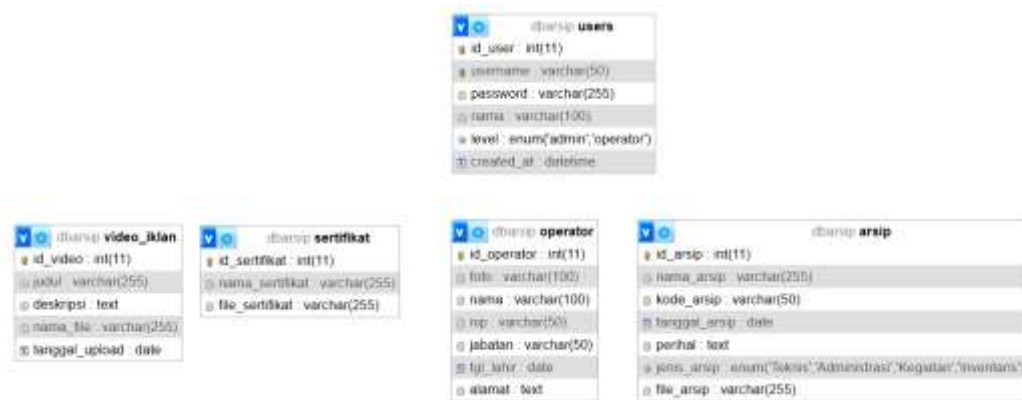 dbarsip users
id_user : int(11)
username : varchar(50)
password : varchar(255)
nama : varchar(100)
level : enum('admin','operator')
created_at : datetime
dbarsip video_iklan
id_video : int(11)
judul : varchar(255)
deskripsi : text
nama_file : varchar(255)
tanggal_upload : date
dbarsip sertifikat
id_sertifikat : int(11)
nama_sertifikat : varchar(255)
file_sertifikat : varchar(255)
dbarsip operator
id_operator : int(11)
foto : varchar(100)
nama : varchar(100)
nip : varchar(50)
jabatan : varchar(50)
tgl_lahir : date
alamat : text
dbarsip arsip
id_arsip : int(11)
nama_arsip : varchar(255)
kode_arsip : varchar(50)
tanggal_arsip : date
perihal : text
jenis_arsip : enum('Teknis','Administrasi','Kegiatan','Inventaris'
file_arsip : varchar(255)